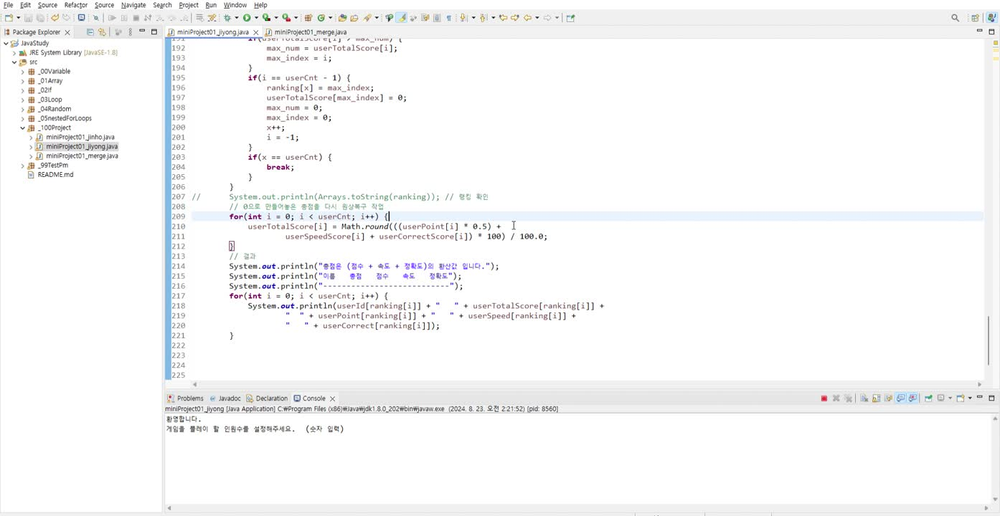 File Edit Source Refactor Source Navigate Search Project Run Window Help
Package Explorer
miniProject01_jiyong.java
miniProject01_merge.java
JavaStudy
JRE System Library [JavaSE-1.8]
src
_00Variable
_01Array
_02If
_03Loop
_04Random
_05nestedForLoops
_100Project
miniProject01_jinho.java
miniProject01_jiyong.java
miniProject01_merge.java
_99TestPm
README.md
191 if(userTotalScore[i] > max_num) {
192 max_num = userTotalScore[i];
193 max_index = i;
194 }
195 if(i == userCnt - 1) {
196 ranking[x] = max_index;
197 userTotalScore[max_index] = 0;
198 max_num = 0;
199 max_index = 0;
200 x++;
201 i = -1;
202 }
203 if(x == userCnt) {
204 break;
205 }
206 }
207 // System.out.println(Arrays.toString(ranking)); // 랭킹 확인
208 // 0으로 만들어놓은 총점을 다시 원상복구 작업
209 for(int i = 0; i < userCnt; i++) {
210 userTotalScore[i] = Math.round(((userPoint[i] * 0.5) +
211 userSpeedScore[i] + userCorrectScore[i]) * 100) / 100.0;
212 }
213 // 결과
214 System.out.println("총점은 (점수 + 속도 + 정확도)의 환산값 입니다.");
215 System.out.println("이름 총점 점수 속도 정확도");
216 System.out.println("---------------------------");
217 for(int i = 0; i < userCnt; i++) {
218 System.out.println(userId[ranking[i]] + "   " + userTotalScore[ranking[i]] +
219 "  " + userPoint[ranking[i]] + "   " + userSpeed[ranking[i]] +
220 "   " + userCorrect[ranking[i]]);
221 }
222
223
224
225
Problems Javadoc Declaration Console
miniProject01_jiyong [Java Application] C:₩Program Files (x86)₩Java₩jdk1.8.0_202₩bin₩javaw.exe (2024. 8. 23. 오전 2:21:52) [pid: 8560]
환영합니다.
게임을 플레이 할 인원수를 설정해주세요. (숫자 입력)